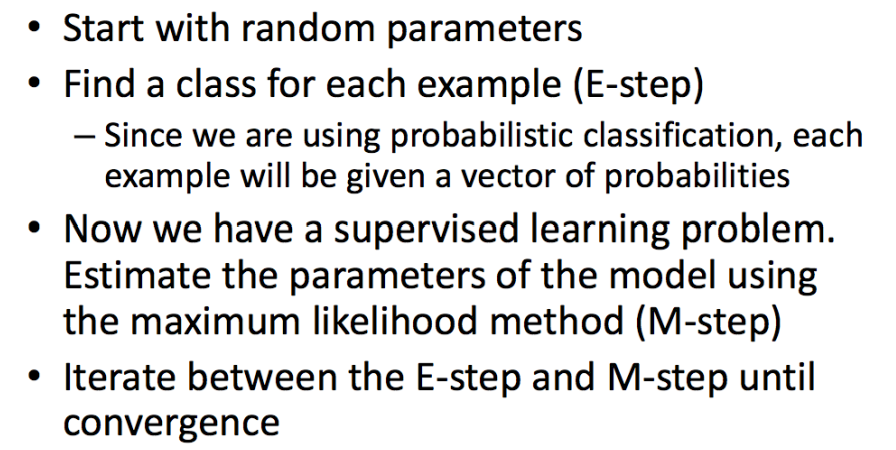 • Start with random parameters
• Find a class for each example (E-step)
– Since we are using probabilistic classification, each
example will be given a vector of probabilities
• Now we have a supervised learning problem.
Estimate the parameters of the model using
the maximum likelihood method (M-step)
• Iterate between the E-step and M-step until
convergence